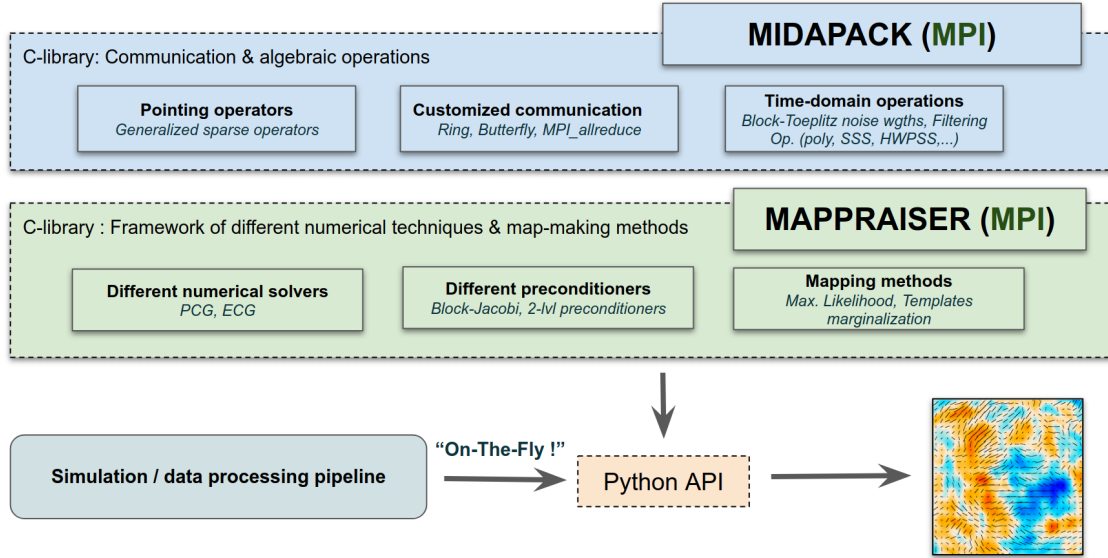 MIDAPACK (MPI)
C-library: Communication & algebraic operations
Pointing operators
Generalized sparse operators
Customized communication
Ring, Butterfly, MPI_allreduce
Time-domain operations
Block-Toeplitz noise wgths, Filtering
Op. (poly, SSS, HWPSS,...)
MAPPRAISER (MPI)
C-library : Framework of different numerical techniques & map-making methods
Different numerical solvers
PCG, ECG
Different preconditioners
Block-Jacobi, 2-lvl preconditioners
Mapping methods
Max. Likelihood, Templates
marginalization
Simulation / data processing pipeline
“On-The-Fly !”
Python API